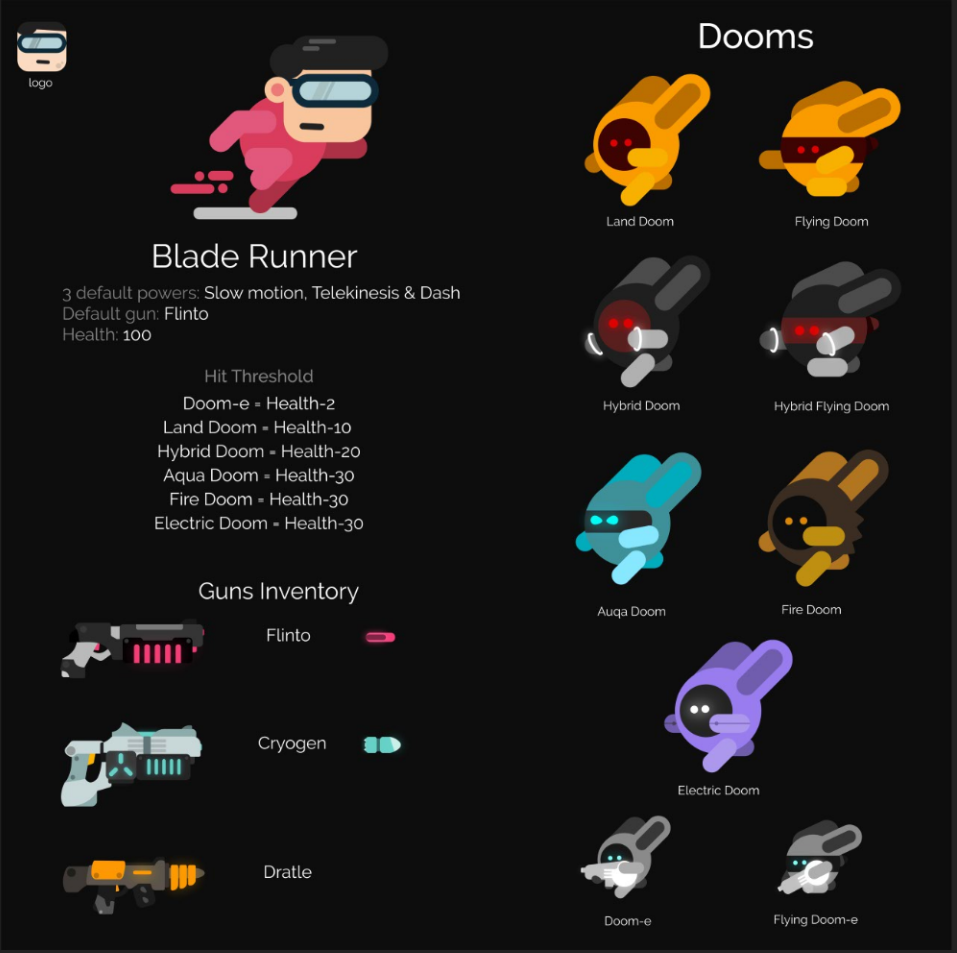 logo
Blade Runner
3 default powers: Slow motion, Telekinesis & Dash
Default gun: Flinto
Health: 100
Hit Threshold
Doom-e = Health-2
Land Doom = Health-10
Hybrid Doom = Health-20
Aqua Doom = Health-30
Fire Doom = Health-30
Electric Doom = Health-30
Guns Inventory
Flinto
Cryogen
Dratle
Dooms
Land Doom
Flying Doom
Hybrid Doom
Hybrid Flying Doom
Auqa Doom
Fire Doom
Electric Doom
Doom-e
Flying Doom-e